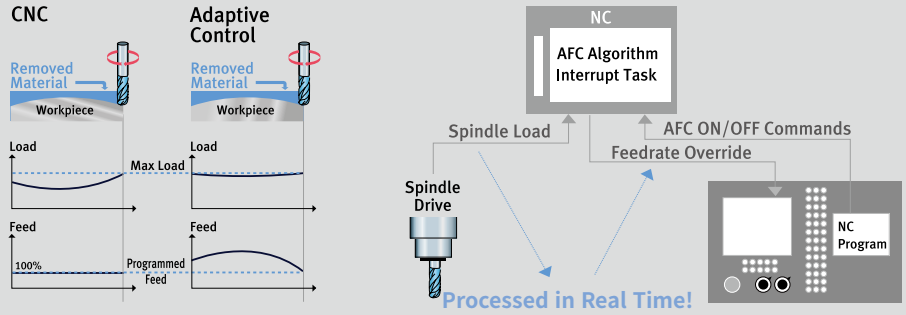 CNC
Removed
Material
Workpiece
Load
Max Load
Feed
100%
Programmed
Feed
Adaptive
Control
Removed
Material
Workpiece
Load
Feed
NC
AFC Algorithm
Interrupt Task
Spindle Load
AFC ON/OFF Commands
Feedrate Override
Spindle
Drive
NC
Program
Processed in Real Time!